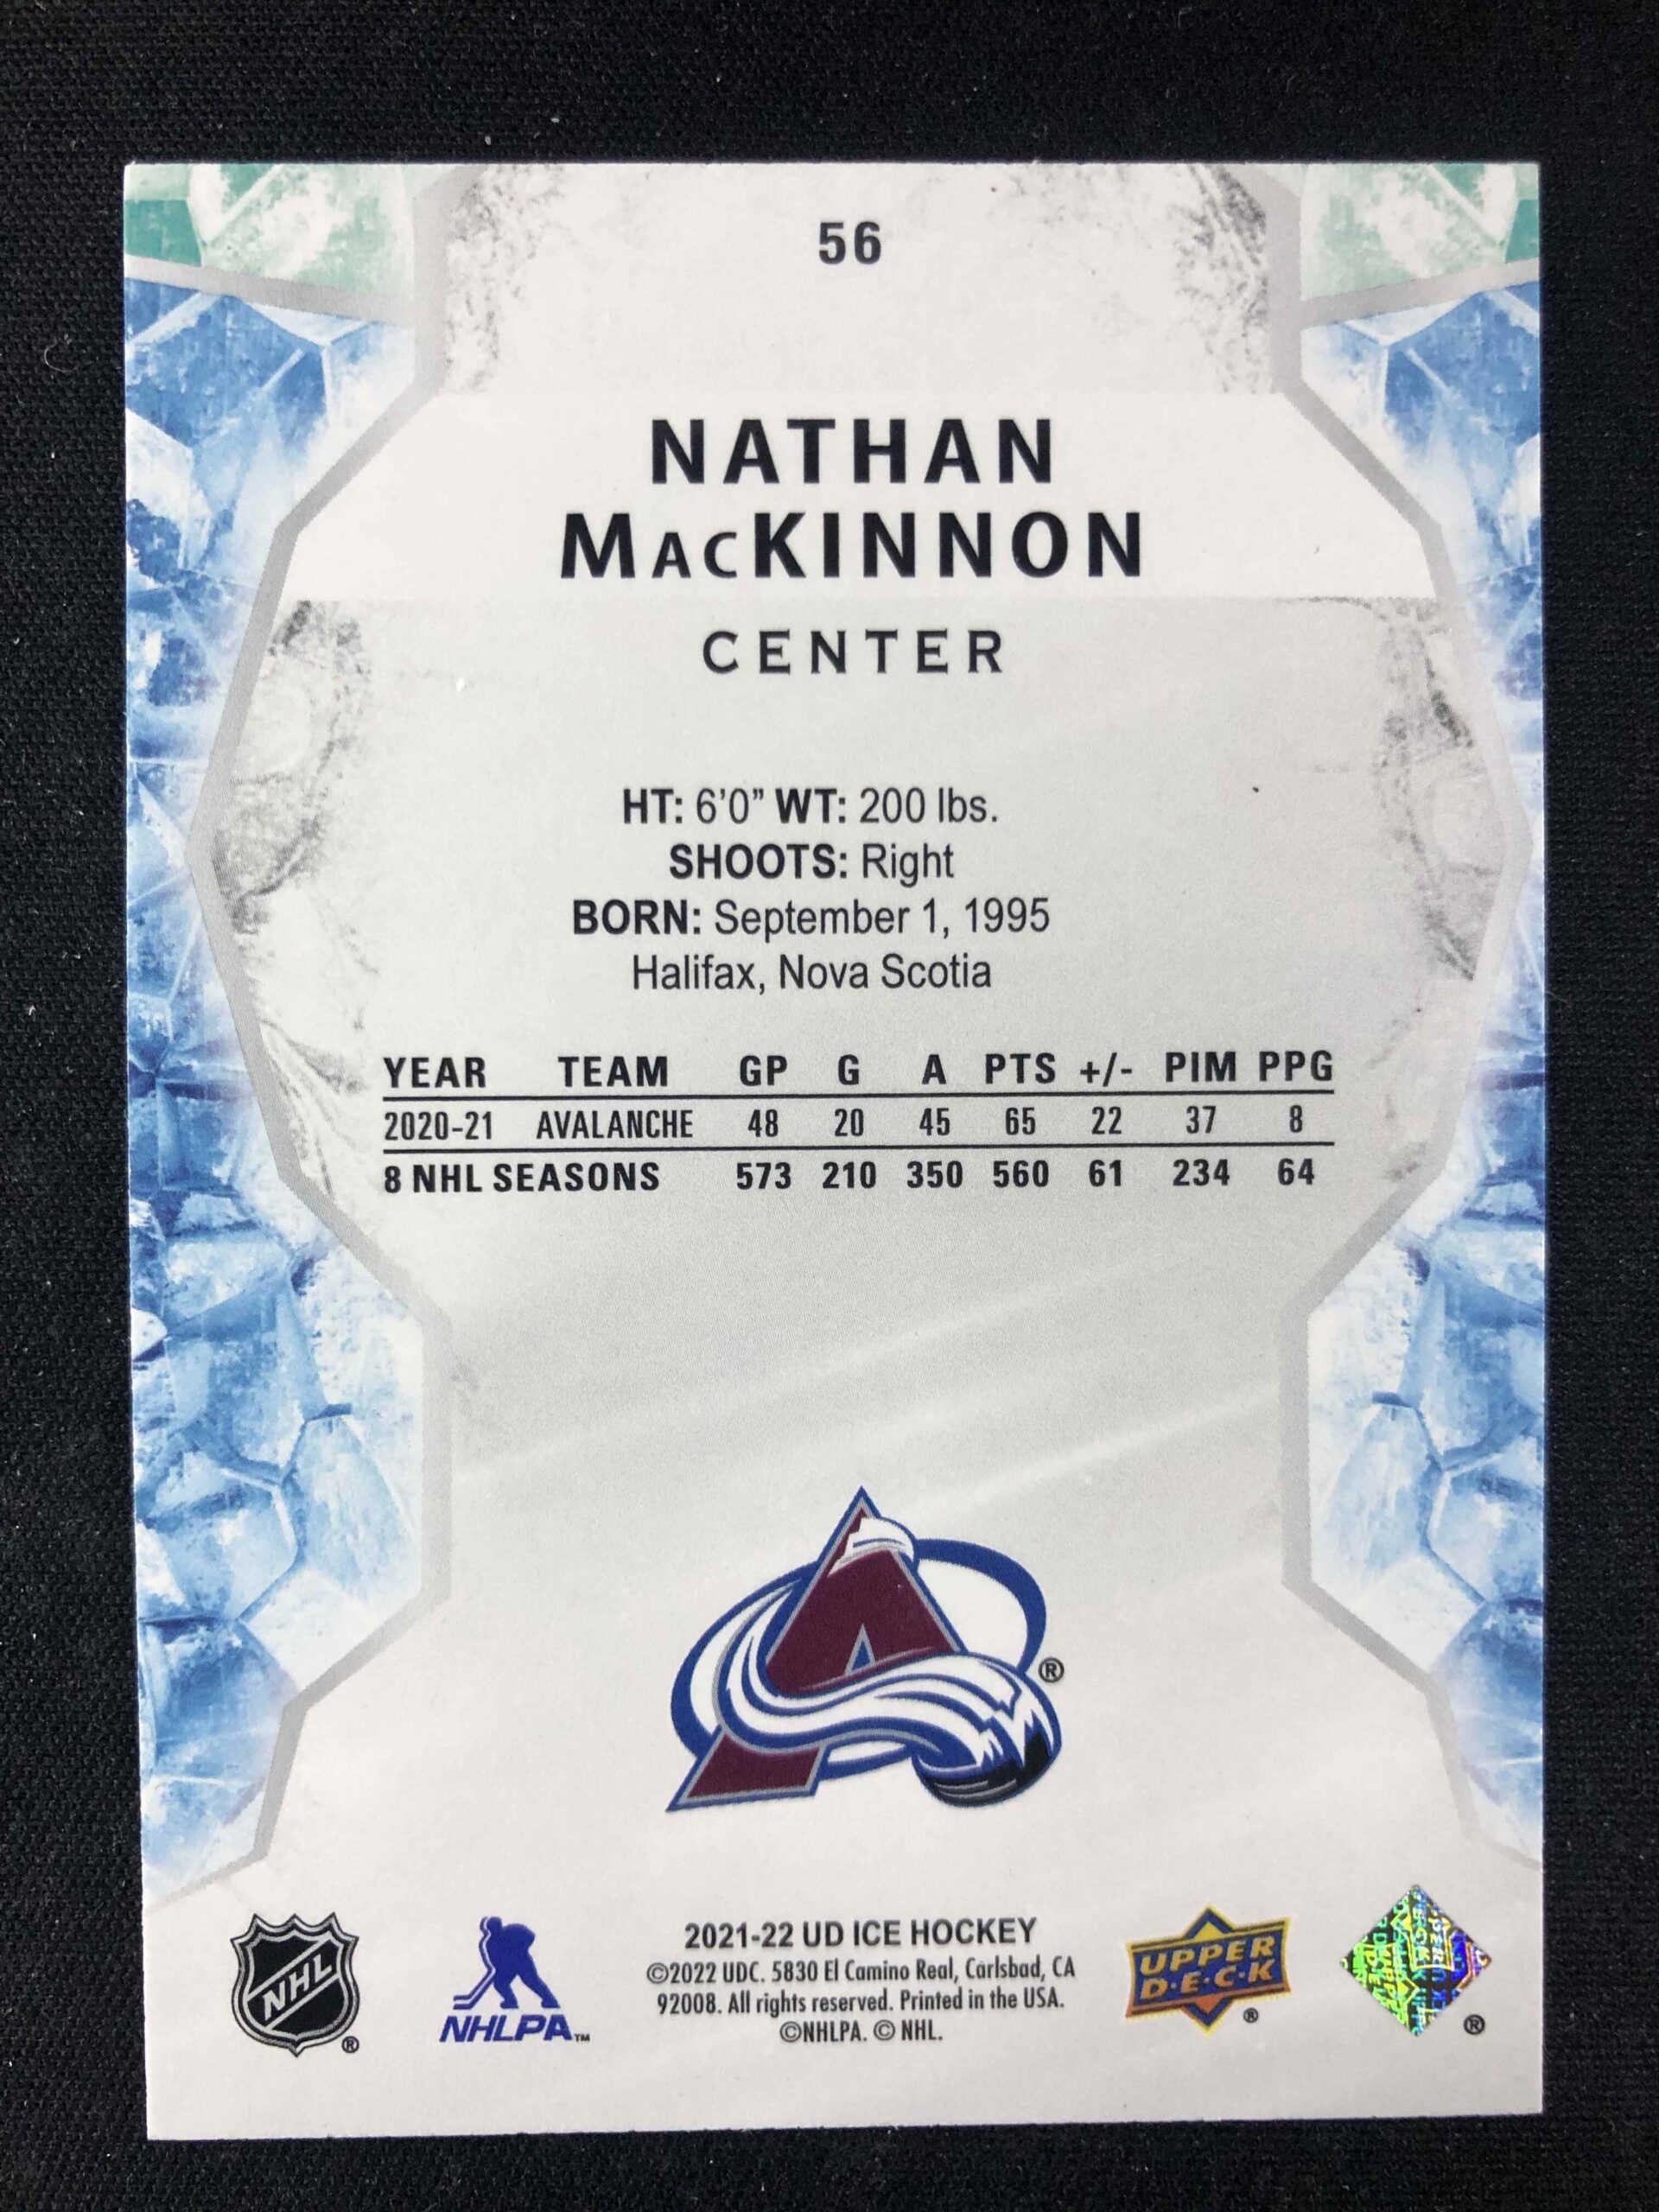 56
NATHAN
MACKINNON
CENTER
HT: 6'0" WT: 200 lbs.
SHOOTS: Right
BORN: September 1, 1995
Halifax, Nova Scotia
YEAR TEAM GP G A PTS +/- PIM PPG
2020-21 AVALANCHE 48 20 45 65 22 37 8
8 NHL SEASONS 573 210 350 560 61 234 64
®
NHL ®
NHLPA™
2021-22 UD ICE HOCKEY
©2022 UDC. 5830 El Camino Real, Carlsbad, CA
92008. All rights reserved. Printed in the USA.
©NHLPA. © NHL.
UPPER
D·E·C·K ®
®